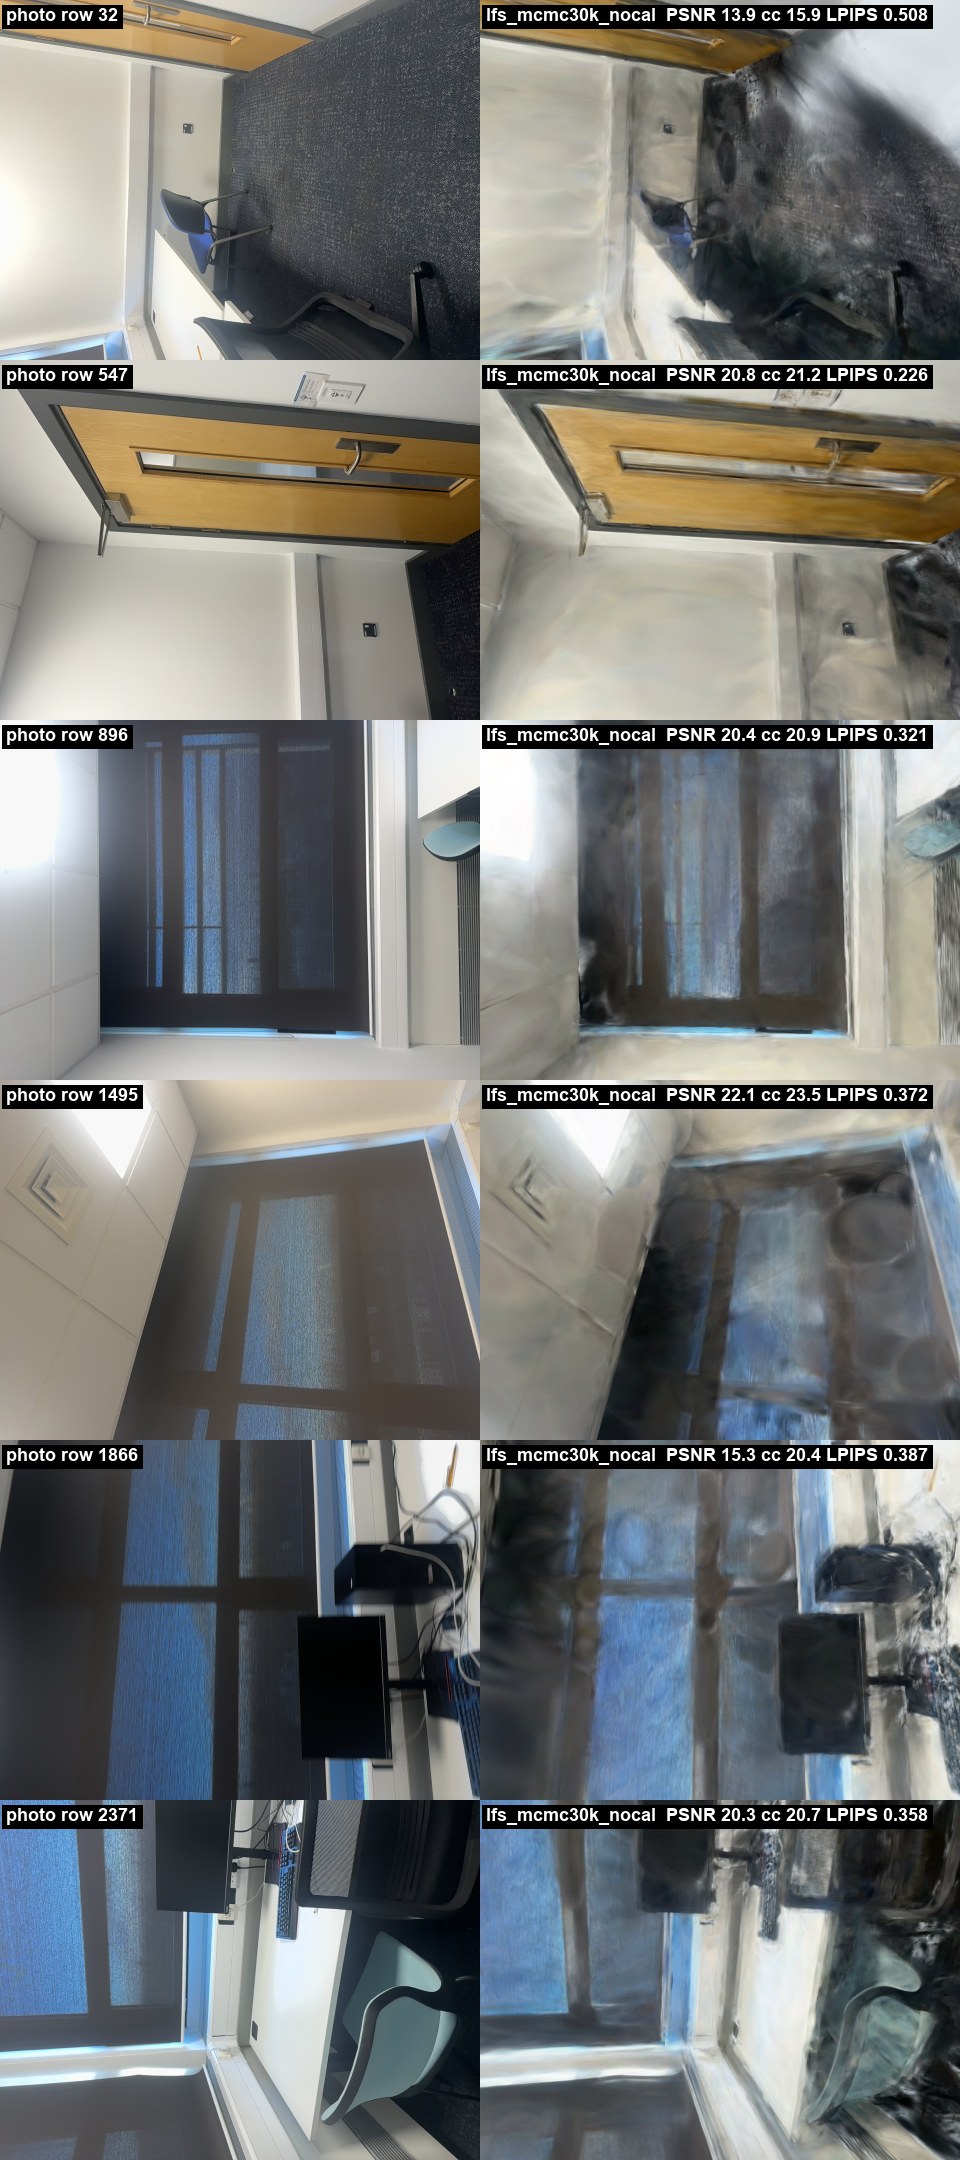 photo row 32
lfs_mcmc30k_nocal PSNR 13.9 cc 15.9 LPIPS 0.508
photo row 547
lfs_mcmc30k_nocal PSNR 20.8 cc 21.2 LPIPS 0.226
photo row 896
lfs_mcmc30k_nocal PSNR 20.4 cc 20.9 LPIPS 0.321
photo row 1495
lfs_mcmc30k_nocal PSNR 22.1 cc 23.5 LPIPS 0.372
photo row 1866
lfs_mcmc30k_nocal PSNR 15.3 cc 20.4 LPIPS 0.387
photo row 2371
lfs_mcmc30k_nocal PSNR 20.3 cc 20.7 LPIPS 0.358